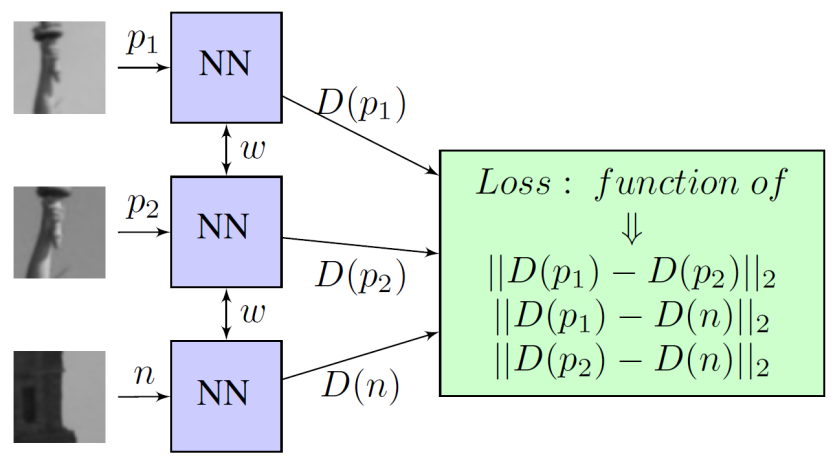 p₁
NN
D(p₁)
w
p₂
NN
D(p₂)
w
n
NN
D(n)
Loss : function of
⇓
||D(p₁) − D(p₂)||₂
||D(p₁) − D(n)||₂
||D(p₂) − D(n)||₂